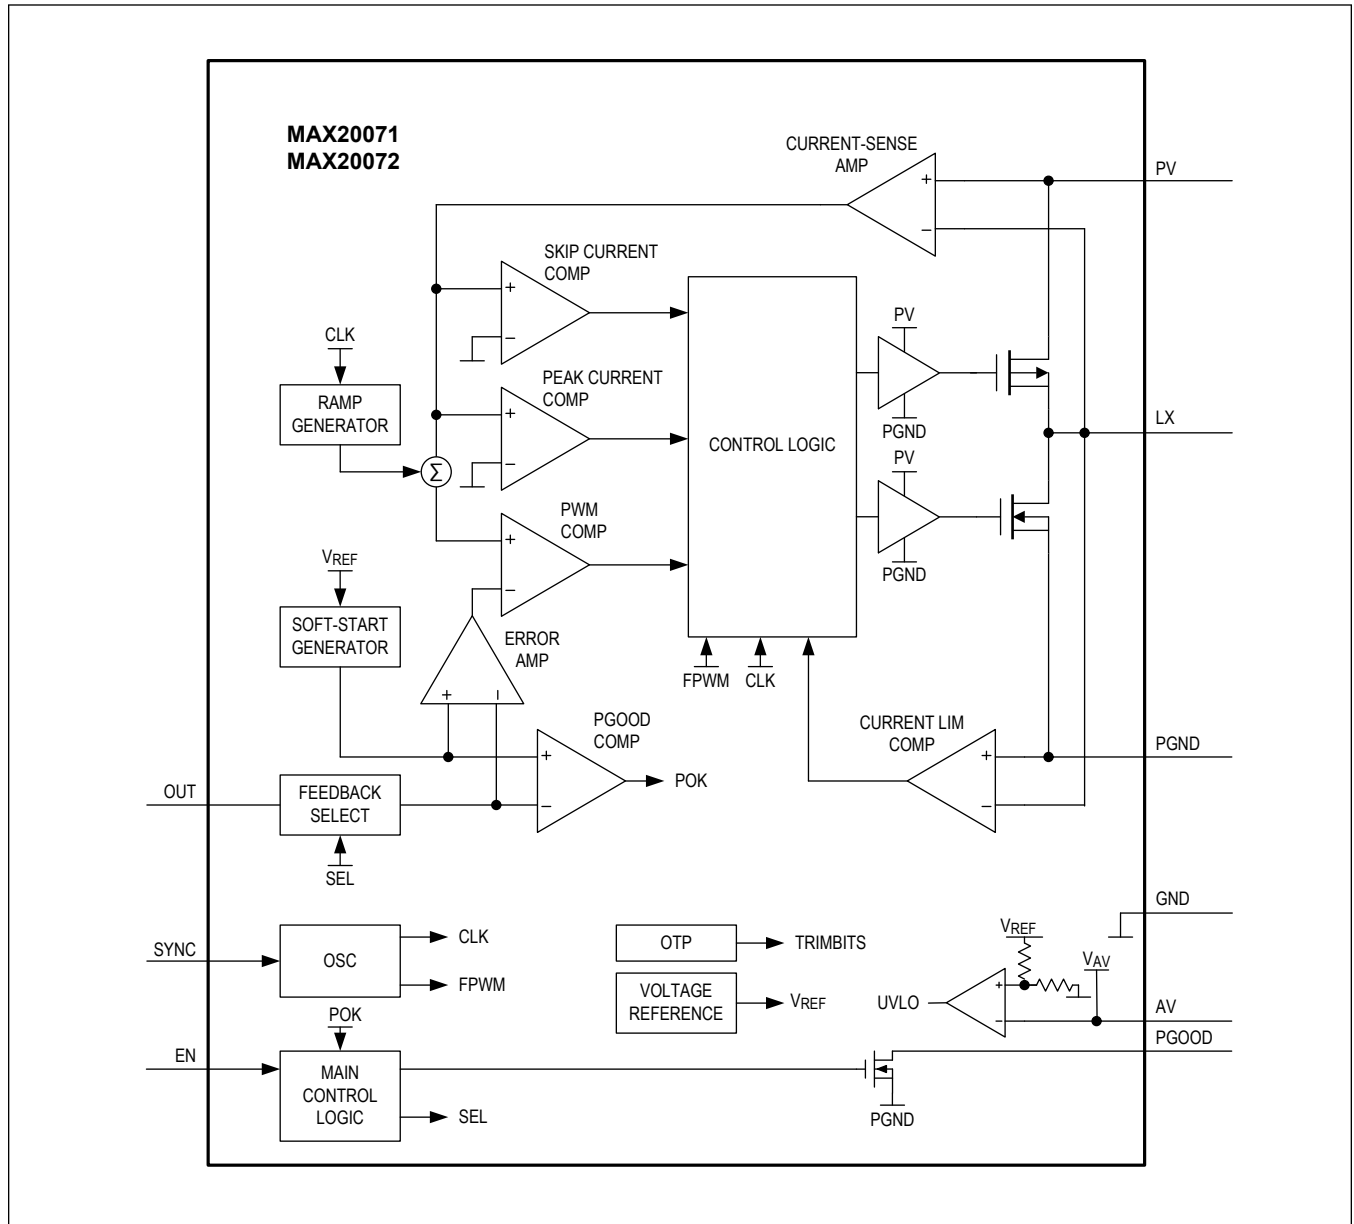 MAX20071
MAX20072
CURRENT-SENSE
AMP
PV
SKIP CURRENT
COMP
+
−
+
−
CLK
PV
RAMP
GENERATOR
PEAK CURRENT
COMP
+
−
CONTROL LOGIC
PGND
LX
PV
Σ
PWM
COMP
+
−
VREF
PGND
SOFT-START
GENERATOR
ERROR
AMP
+
−
FPWM
CLK
PGOOD
COMP
+
−
POK
CURRENT LIM
COMP
+
−
PGND
OUT
FEEDBACK
SELECT
SEL
GND
SYNC
OSC
CLK
FPWM
OTP
TRIMBITS
VREF
VAV
VOLTAGE
REFERENCE
VREF
UVLO
+
−
AV
POK
PGOOD
EN
MAIN
CONTROL
LOGIC
SEL
PGND